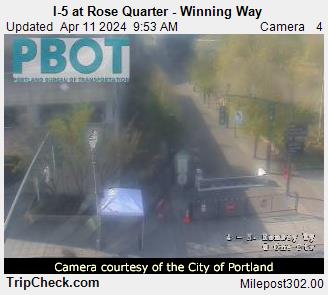 I-5 at Rose Quarter - Winning Way
Updated Apr 11 2024 9:53 AM Camera 4
PBOT
PORTLAND BUREAU OF TRANSPORTATION
Camera courtesy of the City of Portland
TripCheck.com Milepost302.00